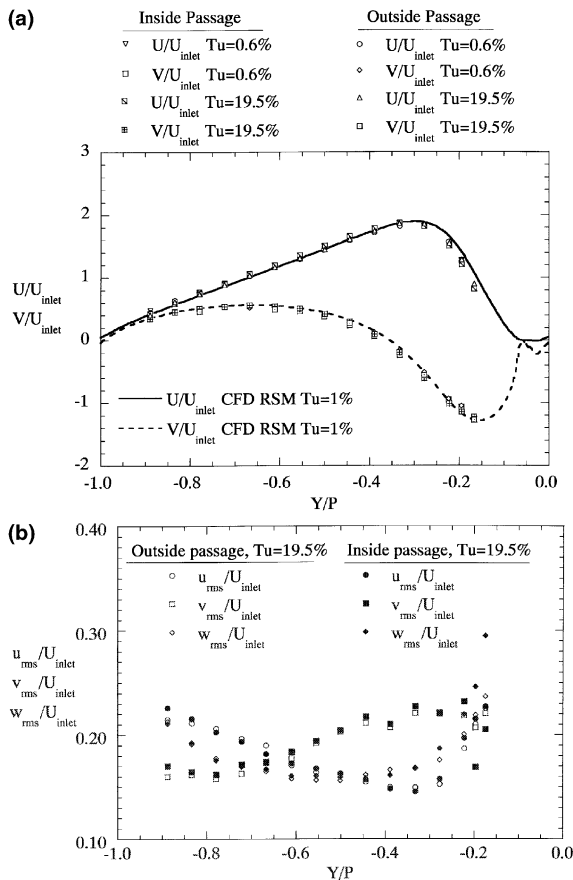 (a)
Inside Passage Outside Passage
U/Uinlet Tu=0.6% U/Uinlet Tu=0.6%
V/Uinlet Tu=0.6% V/Uinlet Tu=0.6%
U/Uinlet Tu=19.5% U/Uinlet Tu=19.5%
V/Uinlet Tu=19.5% V/Uinlet Tu=19.5%
3
2
1
U/Uinlet
V/Uinlet
0
U/Uinlet CFD RSM Tu=1%
-1
V/Uinlet CFD RSM Tu=1%
-2
-1.0 -0.8 -0.6 -0.4 -0.2 0.0
Y/P
(b)
0.40
Outside passage, Tu=19.5% Inside passage, Tu=19.5%
urms/Uinlet urms/Uinlet
vrms/Uinlet vrms/Uinlet
wrms/Uinlet wrms/Uinlet
0.30
urms/Uinlet
vrms/Uinlet
wrms/Uinlet
0.20
0.10
-1.0 -0.8 -0.6 -0.4 -0.2 0.0
Y/P